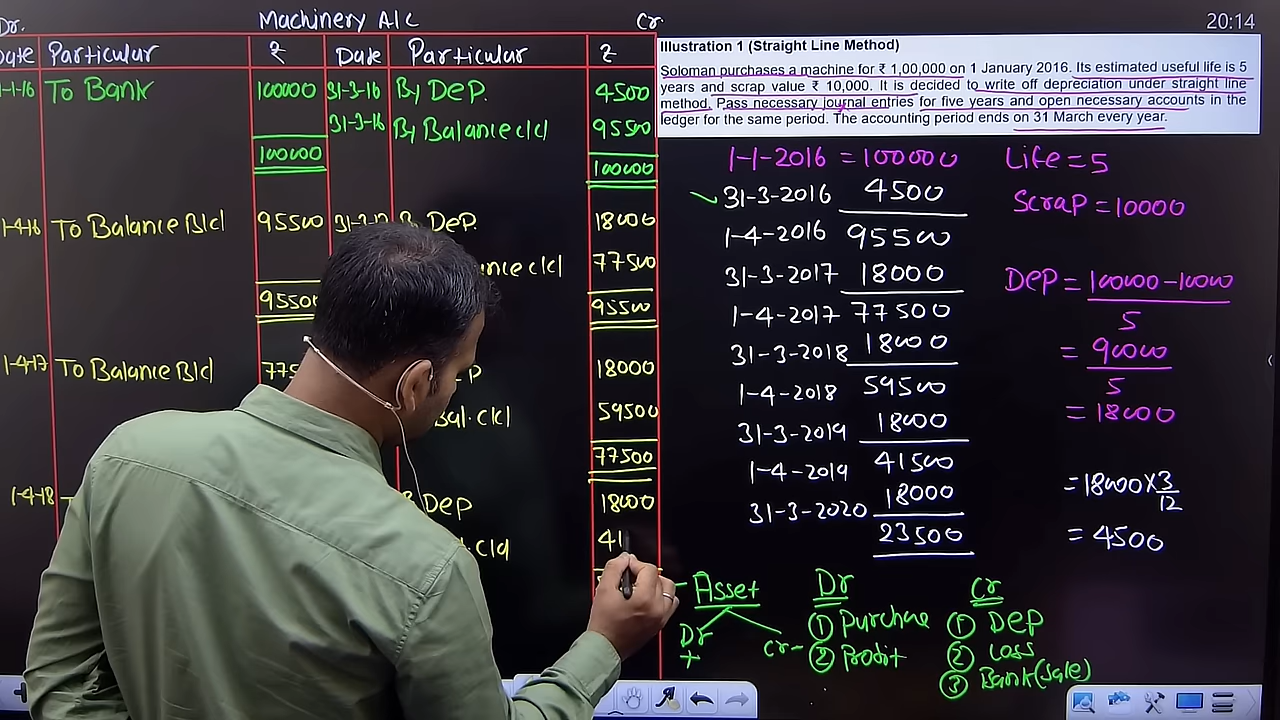 Dr. Machinery A/c Cr.
Date Particular ₹ Date Particular ₹
1-1-16 To Bank 100000 31-3-16 By Dep. 4500
31-3-16 By Balance c/d 95500
100000 100000
1-4-16 To Balance B/d 95500 Dep. 18000
c/d 77500
95500 95500
1-4-17 To Balance B/d 18000
Bal. c/d 59500
77500
1-4-18 Dep 18000
c/d 41
20:14
Illustration 1 (Straight Line Method)
Soloman purchases a machine for ₹ 1,00,000 on 1 January 2016. Its estimated useful life is 5
years and scrap value ₹ 10,000. It is decided to write off depreciation under straight line
method. Pass necessary journal entries for five years and open necessary accounts in the
ledger for the same period. The accounting period ends on 31 March every year.
1-1-2016 = 100000
31-3-2016 4500
1-4-2016 95500
31-3-2017 18000
1-4-2017 77500
31-3-2018 18000
1-4-2018 59500
31-3-2019 18000
1-4-2019 41500
31-3-2020 18000
23500
Life = 5
Scrap = 10000
Dep = 100000 - 10000
5
= 90000
5
= 18000
= 18000 × 3
12
= 4500
Asset
Dr Cr -
+
Dr
① Purchase
② Profit
Cr
① Dep
② Loss
③ Bank (Sale)